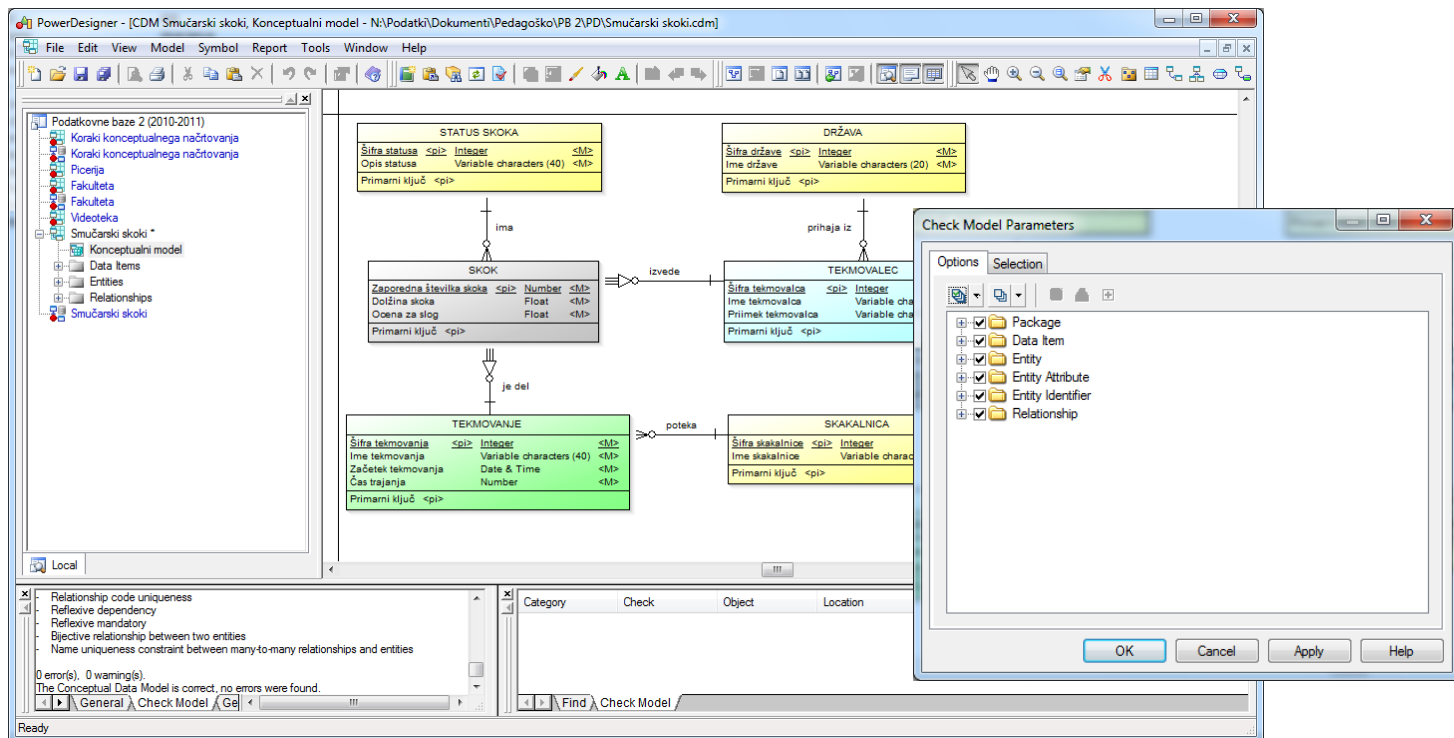 PowerDesigner - [CDM Smučarski skoki, Konceptualni model - N:\Podatki\Dokumenti\Pedagoško\PB 2\PD\Smučarski skoki.cdm]
File Edit View Model Symbol Report Tools Window Help
Podatkovne baze 2 (2010-2011)
Koraki konceptualnega načrtovanja
Koraki konceptualnega načrtovanja
Picerija
Fakulteta
Fakulteta
Videoteka
Smučarski skoki *
Konceptualni model
Data Items
Entities
Relationships
Smučarski skoki
Local
STATUS SKOKA
Šifra statusa <pi> Integer <M>
Opis statusa Variable characters (40) <M>
Primarni ključ <pi>
DRŽAVA
Šifra države <pi> Integer <M>
Ime države Variable characters (20) <M>
Primarni ključ <pi>
ima
prihaja iz
SKOK
Zaporedna številka skoka <pi> Number <M>
Dolžina skoka Float <M>
Ocena za slog Float <M>
Primarni ključ <pi>
izvede
TEKMOVALEC
Šifra tekmovalca <pi> Integer
Ime tekmovalca Variable cha
Priimek tekmovalca Variable cha
Primarni ključ <pi>
je del
TEKMOVANJE
Šifra tekmovanja <pi> Integer <M>
Ime tekmovanja Variable characters (40) <M>
Začetek tekmovanja Date & Time <M>
Čas trajanja Number <M>
Primarni ključ <pi>
poteka
SKAKALNICA
Šifra skakalnice <pi> Integer
Ime skakalnice Variable charac
Primarni ključ <pi>
Check Model Parameters
Options Selection
Package
Data Item
Entity
Entity Attribute
Entity Identifier
Relationship
OK Cancel Apply Help
- Relationship code uniqueness
- Reflexive dependency
- Reflexive mandatory
- Bijective relationship between two entities
- Name uniqueness constraint between many-to-many relationships and entities
0 error(s), 0 warning(s).
The Conceptual Data Model is correct, no errors were found.
General Check Model Ge
Category Check Object Location
Find Check Model
Ready